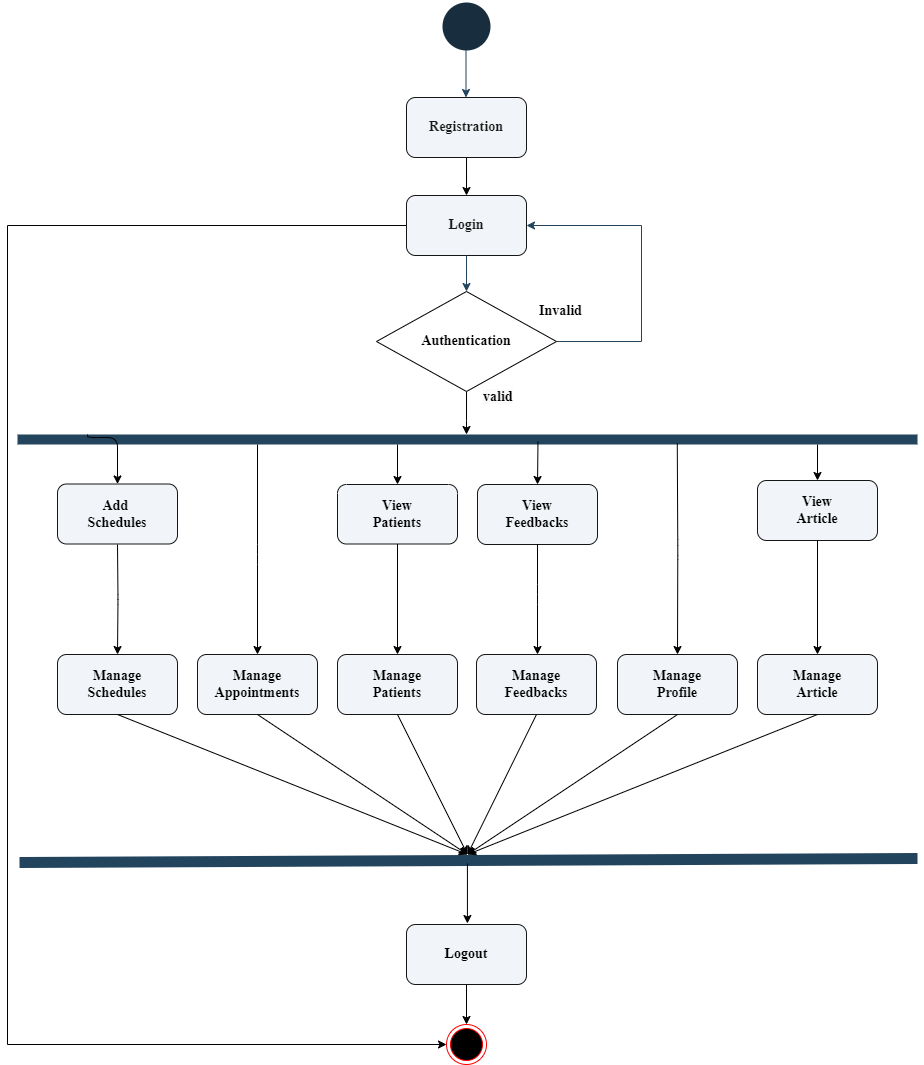 Registration
Login
Invalid
Authentication
valid
Add
Schedules
View
Patients
View
Feedbacks
View
Article
Manage
Schedules
Manage
Appointments
Manage
Patients
Manage
Feedbacks
Manage
Profile
Manage
Article
Logout